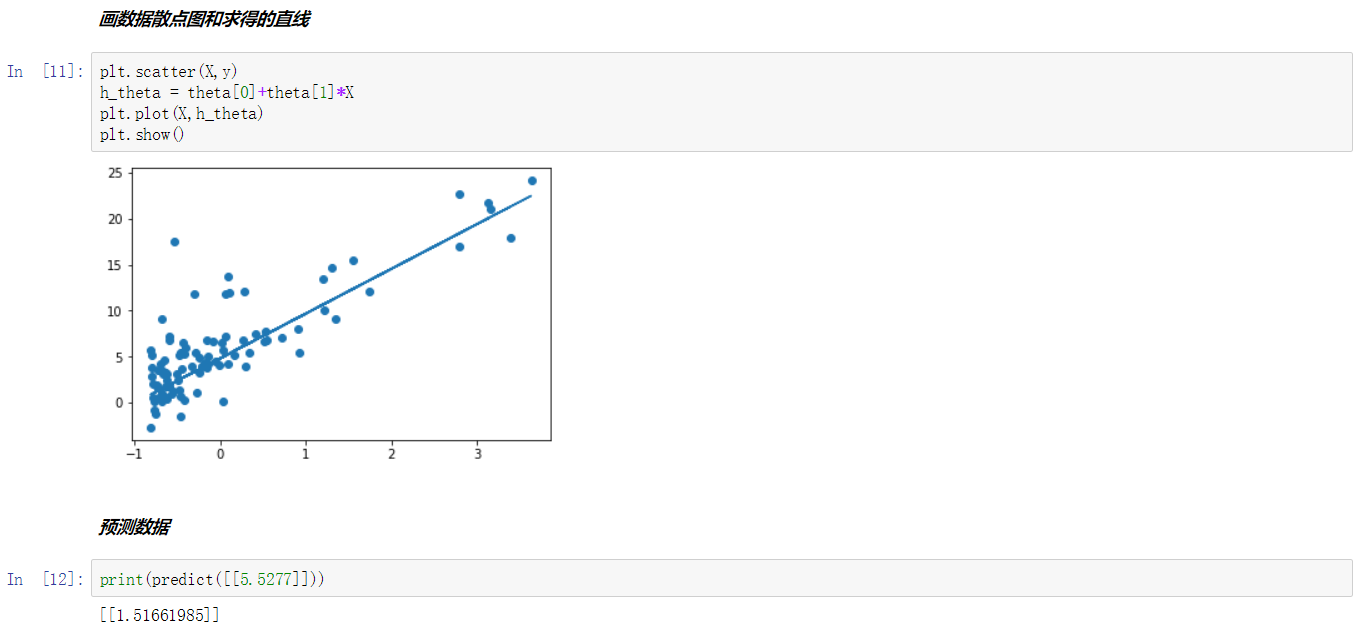 画数据散点图和求得的直线
In [11]: plt.scatter(X,y)
h_theta = theta[0]+theta[1]*X
plt.plot(X,h_theta)
plt.show()
25
20
15
10
5
0
−1 0 1 2 3
预测数据
In [12]: print(predict([[5.5277]]))
[[1.51661985]]